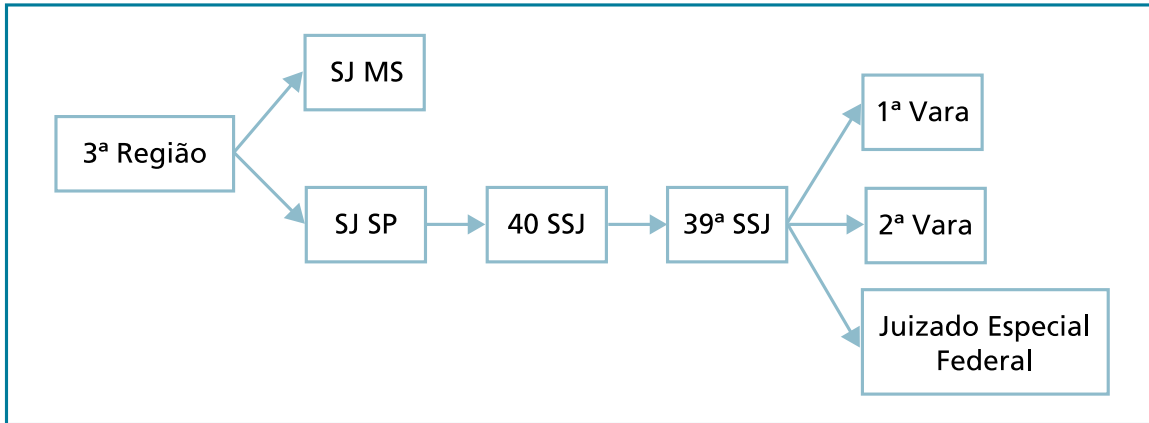 SJ MS
3ª Região
SJ SP
40 SSJ
39ª SSJ
1ª Vara
2ª Vara
Juizado Especial
Federal